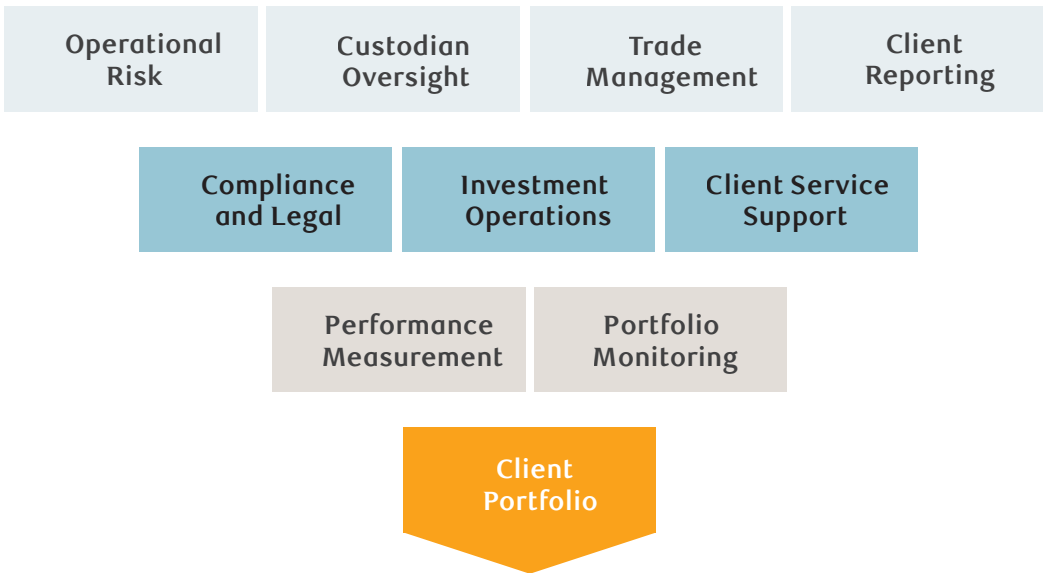 Operational
Risk
Custodian
Oversight
Trade
Management
Client
Reporting
Compliance
and Legal
Investment
Operations
Client Service
Support
Performance
Measurement
Portfolio
Monitoring
Client
Portfolio